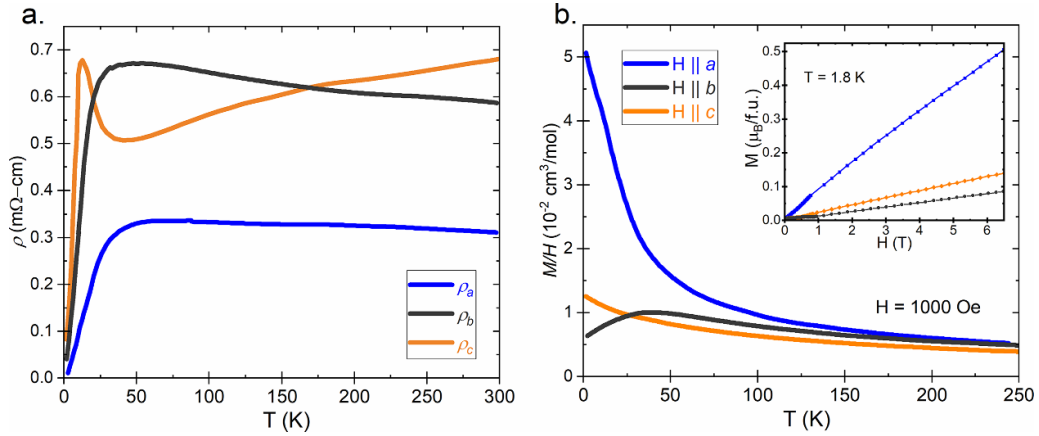 a.
0.7
0.6
0.5
0.4
0.3
0.2
0.1
0.0
ρ (mΩ−cm)
ρa
ρb
ρc
0 50 100 150 200 250 300
T (K)
b.
5
4
3
2
1
0
M/H (10⁻² cm³/mol)
H || a
H || b
H || c
T = 1.8 K
0.5
0.4
0.3
0.2
0.1
0.0
M (μB/f.u.)
0 1 2 3 4 5 6
H (T)
H = 1000 Oe
0 50 100 150 200 250
T (K)